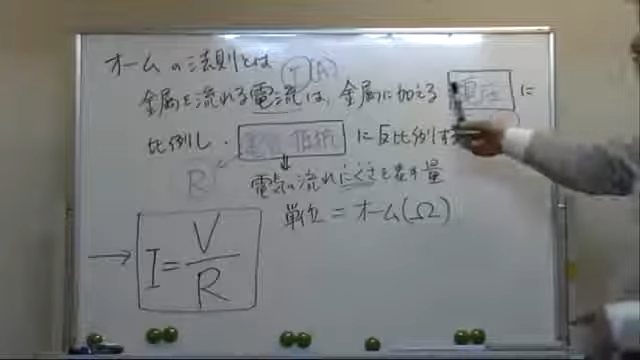 オームの法則とは
I (A)
金属を流れる電流は、金属に加える 電圧 に
比例し、電気抵抗 に反比例す
R
電気の流れにくさを表す量
単位 = オーム(Ω)
→ I = V/R